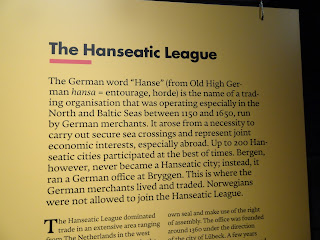 The Hanseatic League
The German word "Hanse" (from Old High Ger-
man hansa = entourage, horde) is the name of a trad-
ing organisation that was operating especially in the
North and Baltic Seas between 1150 and 1650, run
by German merchants. It arose from a necessity to
carry out secure sea crossings and represent joint
economic interests, especially abroad. Up to 200 Han-
seatic cities participated at the best of times. Bergen,
however, never became a Hanseatic city; instead, it
ran a German office at Bryggen. This is where the
German merchants lived and traded. Norwegians
were not allowed to join the Hanseatic League.
The Hanseatic League dominated
trade in an extensive area ranging
from The Netherlands in the west
own seal and make use of the right
of assembly. The office was founded
around 1360 under the direction
of the city of Lübeck. A few years